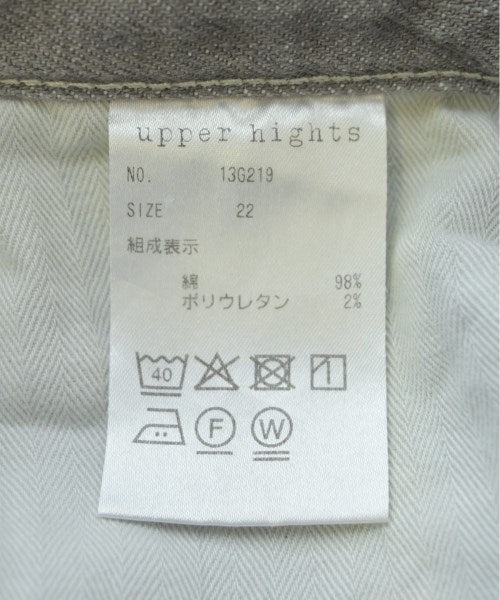 upper hights
NO. 13G219
SIZE 22
組成表示
綿 98%
ポリウレタン 2%
40
F W